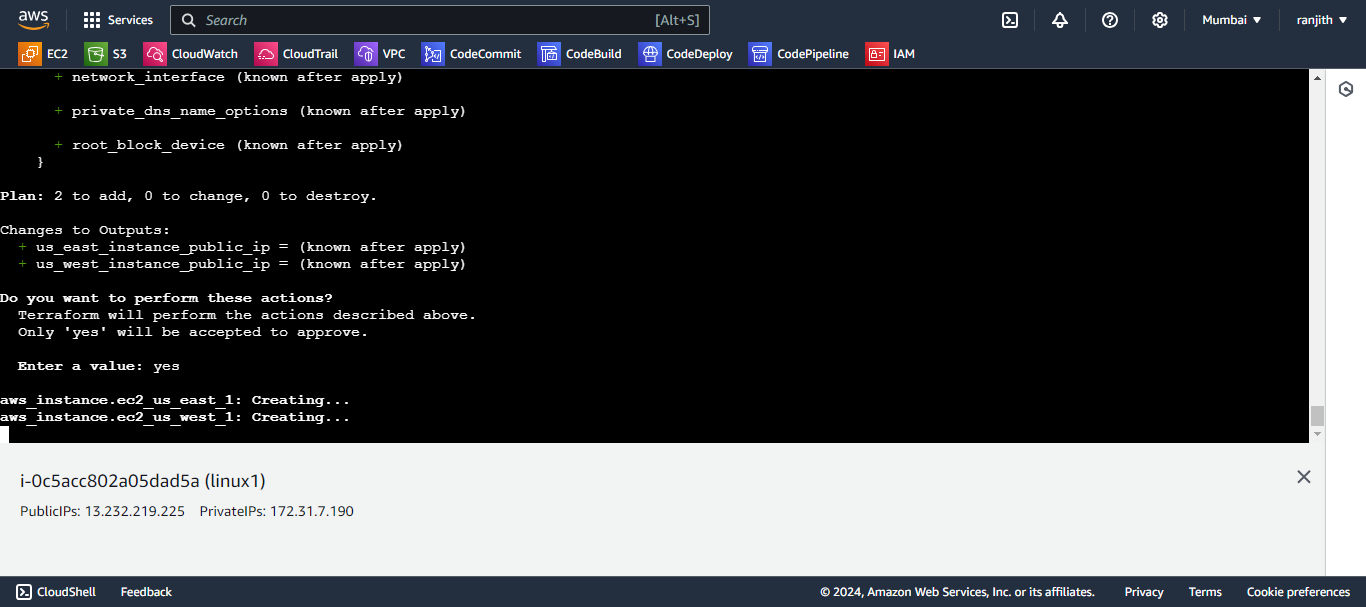 aws Services Search [Alt+S] Mumbai ▼ ranjith ▼
EC2 S3 CloudWatch CloudTrail VPC CodeCommit CodeBuild CodeDeploy CodePipeline IAM
+ network_interface (known after apply)
+ private_dns_name_options (known after apply)
+ root_block_device (known after apply)
}
Plan: 2 to add, 0 to change, 0 to destroy.
Changes to Outputs:
+ us_east_instance_public_ip = (known after apply)
+ us_west_instance_public_ip = (known after apply)
Do you want to perform these actions?
Terraform will perform the actions described above.
Only 'yes' will be accepted to approve.
Enter a value: yes
aws_instance.ec2_us_east_1: Creating...
aws_instance.ec2_us_west_1: Creating...
i-0c5acc802a05dad5a (linux1)
PublicIPs: 13.232.219.225 PrivateIPs: 172.31.7.190
CloudShell Feedback © 2024, Amazon Web Services, Inc. or its affiliates. Privacy Terms Cookie preferences